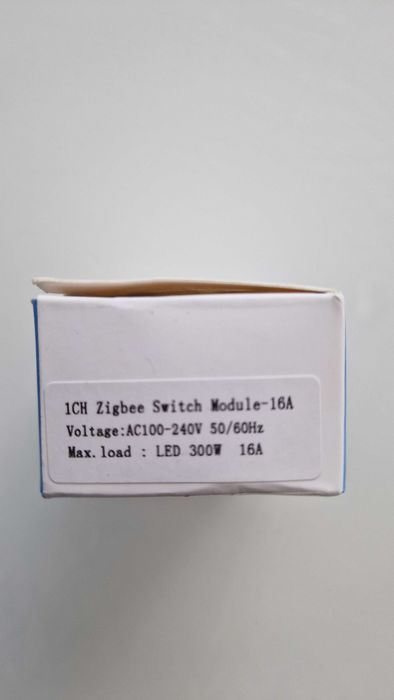 1CH Zigbee Switch Module-16A
Voltage:AC100-240V 50/60Hz
Max.load : LED 300W 16A